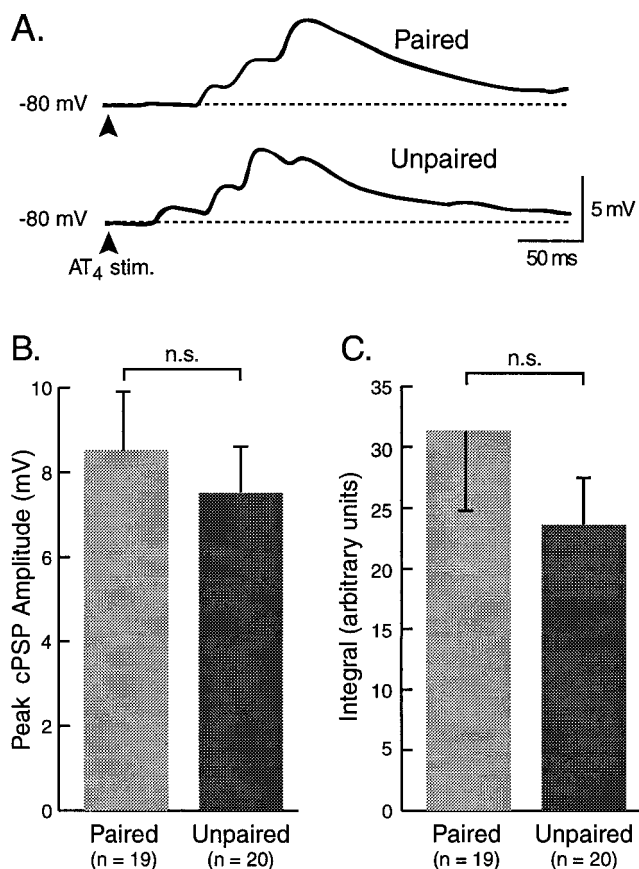 A.
Paired
-80 mV
Unpaired
-80 mV
5 mV
AT4 stim.
50 ms
B.
n.s.
10
8
6
4
2
0
Peak cPSP Amplitude (mV)
Paired
(n = 19)
Unpaired
(n = 20)
C.
n.s.
35
30
25
20
15
10
5
0
Integral (arbitrary units)
Paired
(n = 19)
Unpaired
(n = 20)